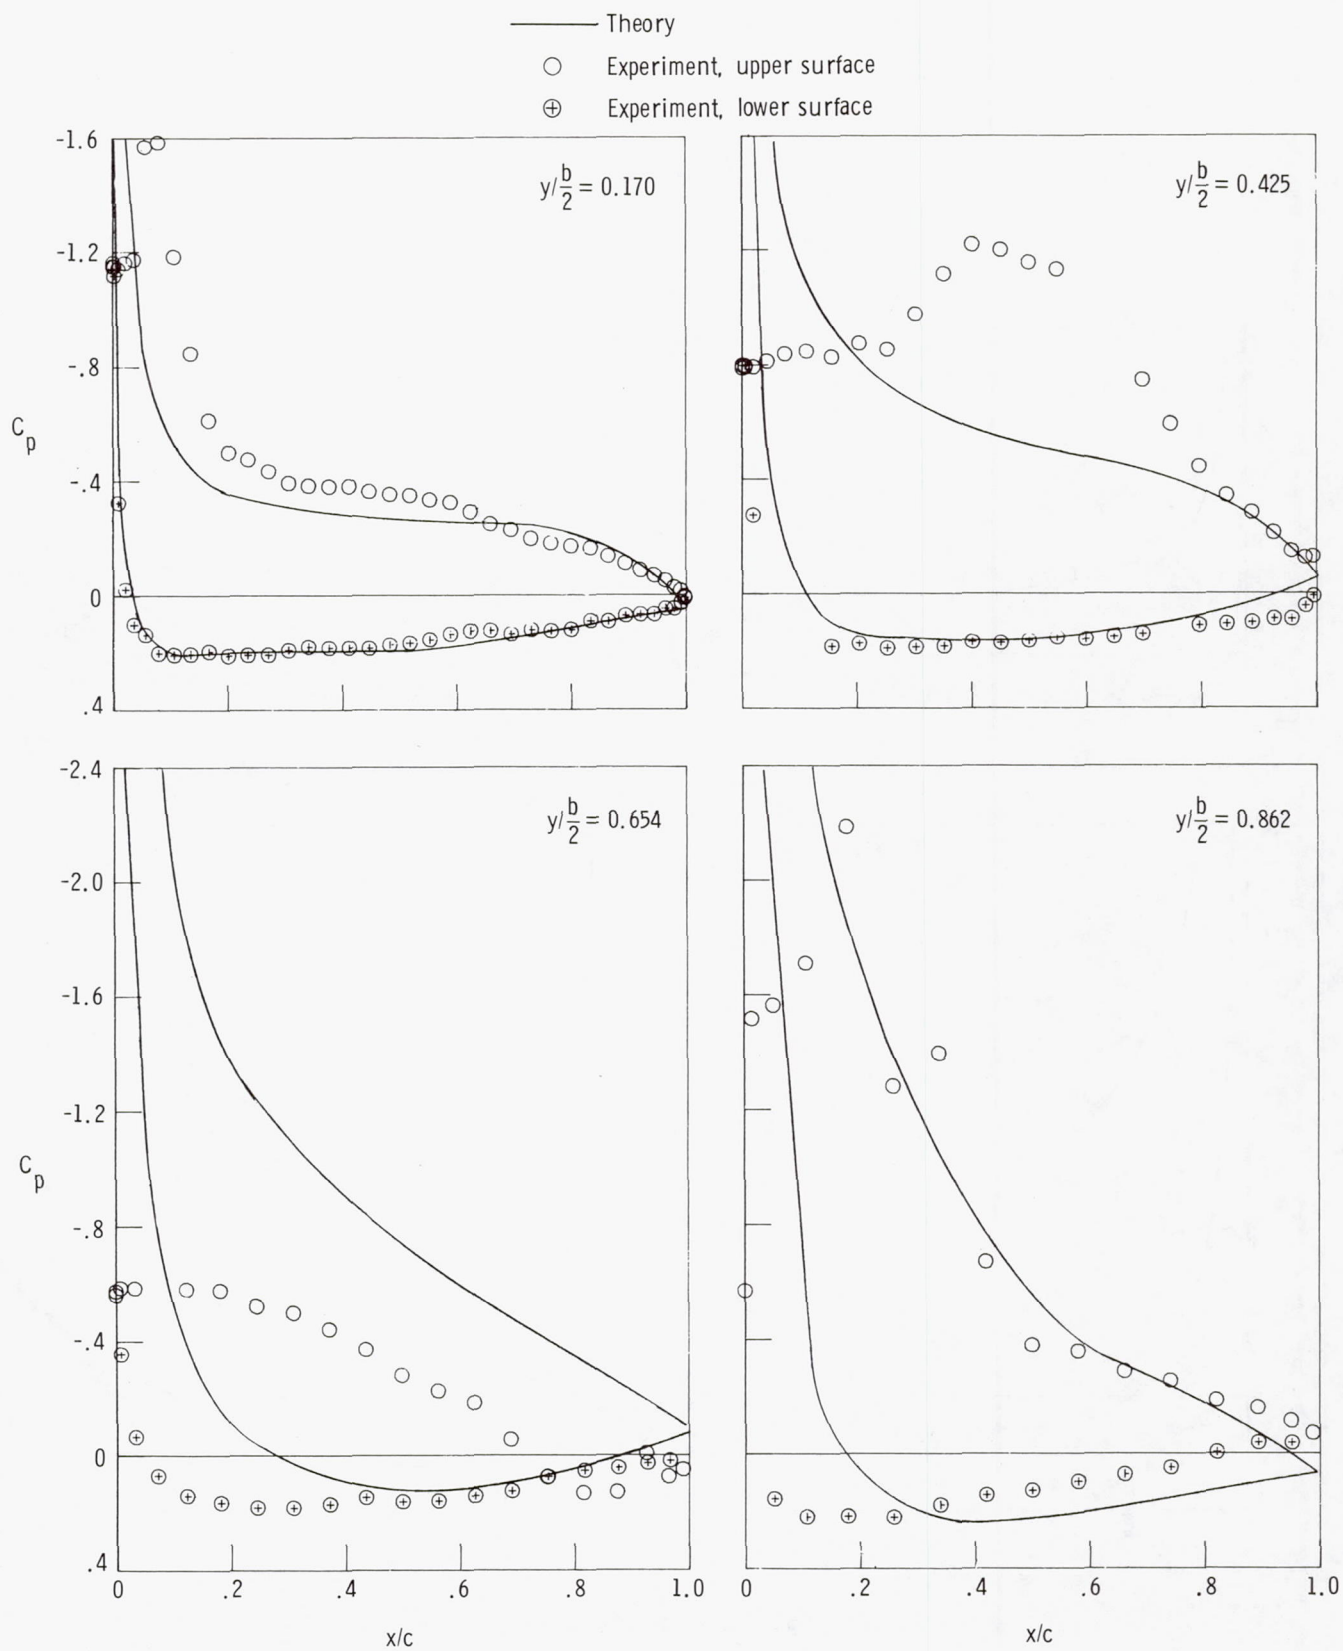 Theory
Experiment, upper surface
Experiment, lower surface
-1.6
-1.2
-.8
-.4
0
.4
C_p
y/b/2 = 0.170
y/b/2 = 0.425
-2.4
-2.0
-1.6
-1.2
-.8
-.4
0
.4
C_p
y/b/2 = 0.654
y/b/2 = 0.862
0 .2 .4 .6 .8 1.0
0 .2 .4 .6 .8 1.0
x/c
x/c